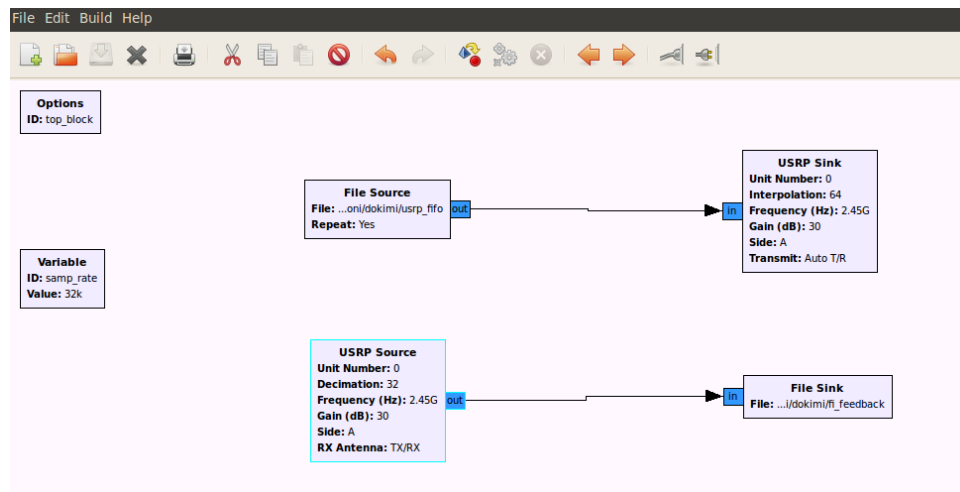 File Edit Build Help
Options
ID: top_block
File Source
File: ...oni/dokimi/usrp_fifo
Repeat: Yes
out
in
USRP Sink
Unit Number: 0
Interpolation: 64
Frequency (Hz): 2.45G
Gain (dB): 30
Side: A
Transmit: Auto T/R
Variable
ID: samp_rate
Value: 32k
USRP Source
Unit Number: 0
Decimation: 32
Frequency (Hz): 2.45G
Gain (dB): 30
Side: A
RX Antenna: TX/RX
out
in
File Sink
File: ...i/dokimi/fi_feedback